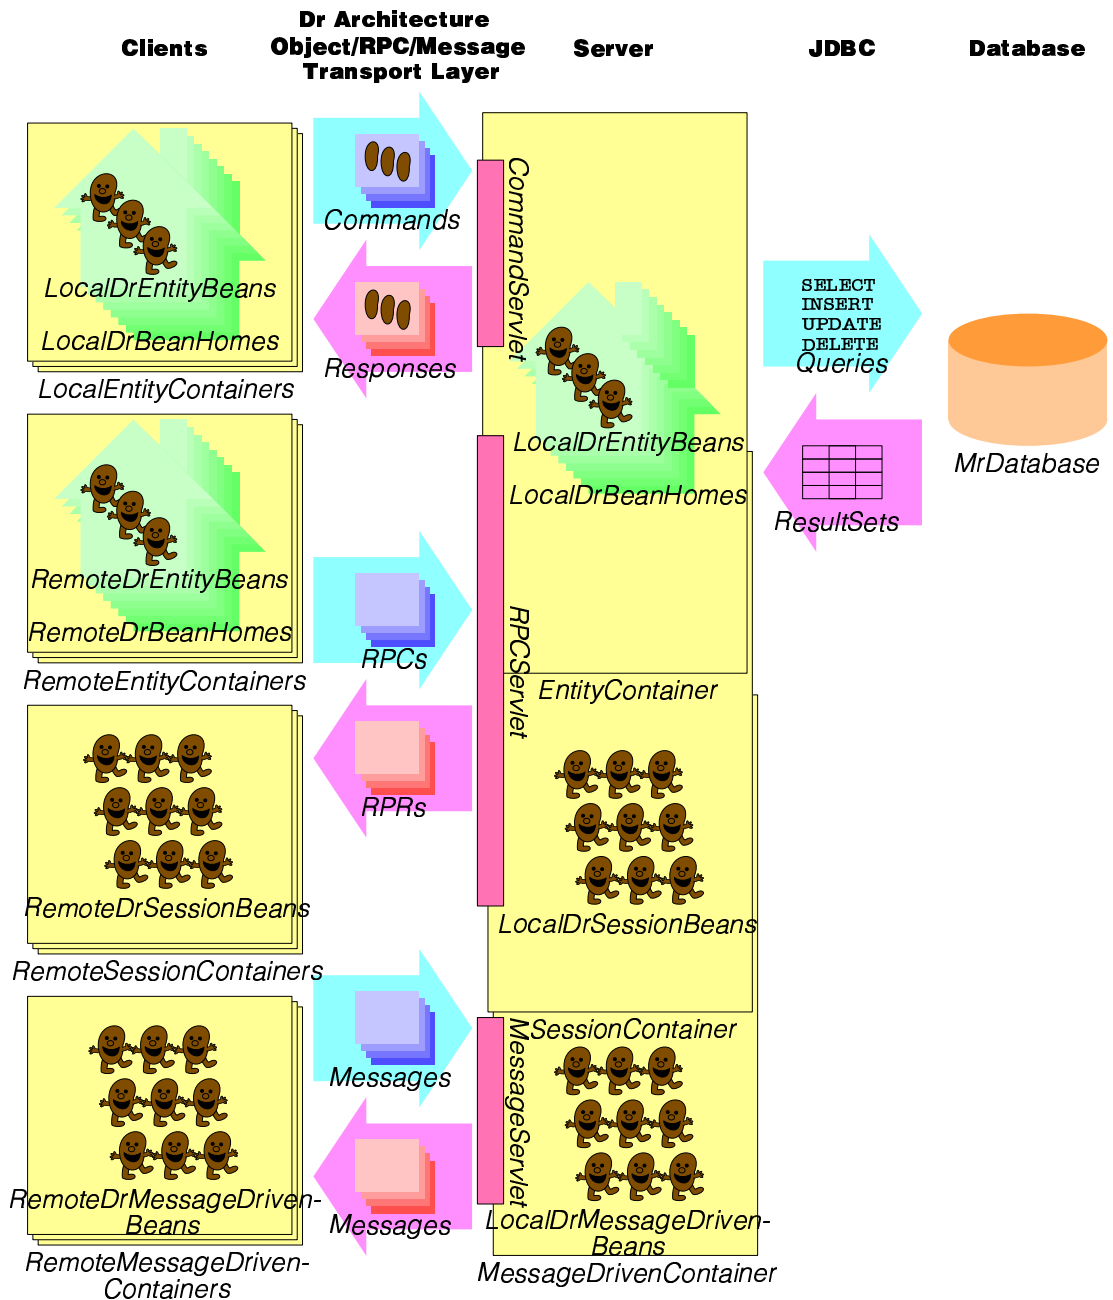 Clients
Dr Architecture
Object/RPC/Message
Transport Layer
Server
JDBC
Database
LocalDrEntityBeans
LocalDrBeanHomes
LocalEntityContainers
Commands
Responses
CommandServlet
LocalDrEntityBeans
LocalDrBeanHomes
SELECT
INSERT
UPDATE
DELETE
Queries
ResultSets
MrDatabase
RemoteDrEntityBeans
RemoteDrBeanHomes
RemoteEntityContainers
RPCs
RPRs
RPCServlet
EntityContainer
RemoteDrSessionBeans
RemoteSessionContainers
LocalDrSessionBeans
SessionContainer
Messages
Messages
MessageServlet
RemoteDrMessageDriven-
Beans
RemoteMessageDriven-
Containers
LocalDrMessageDriven-
Beans
MessageDrivenContainer